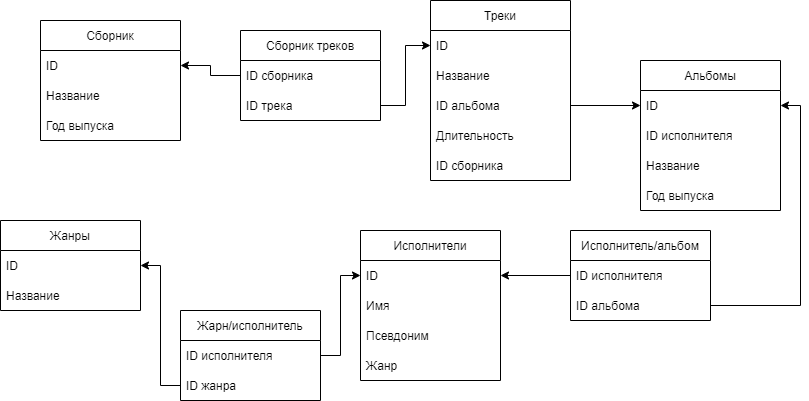 Сборник
ID
Название
Год выпуска
Сборник треков
ID сборника
ID трека
Треки
ID
Название
ID альбома
Длительность
ID сборника
Альбомы
ID
ID исполнителя
Название
Год выпуска
Жанры
ID
Название
Жарн/исполнитель
ID исполнителя
ID жанра
Исполнители
ID
Имя
Псевдоним
Жанр
Исполнитель/альбом
ID исполнителя
ID альбома